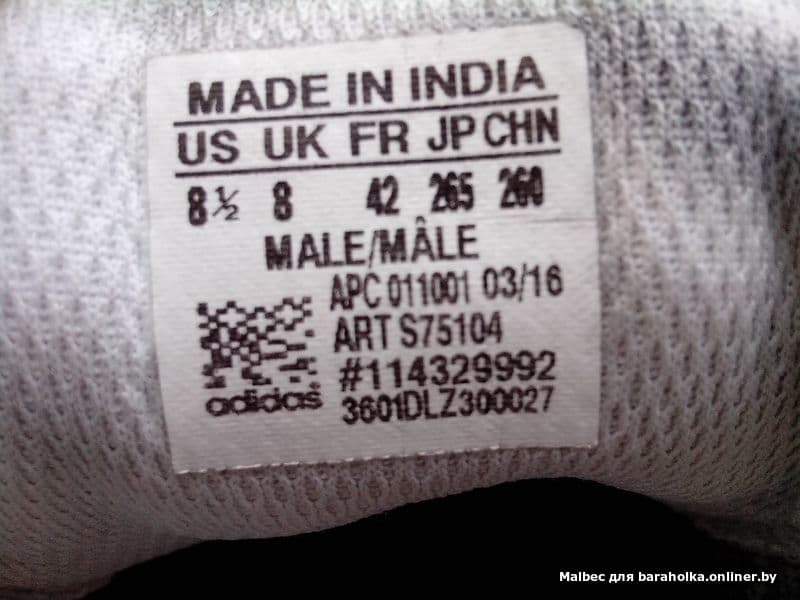 MADE IN INDIA
US UK FR JP CHN
8½ 8 42 265 260
MALE/MÂLE
APC 011001 03/16
ART S75104
#114329992
adidas® 3601DLZ300027
Malbec для baraholka.onliner.by